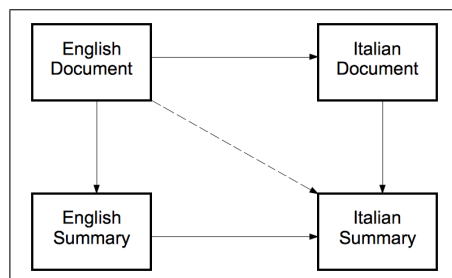 English
Document
Italian
Document
English
Summary
Italian
Summary